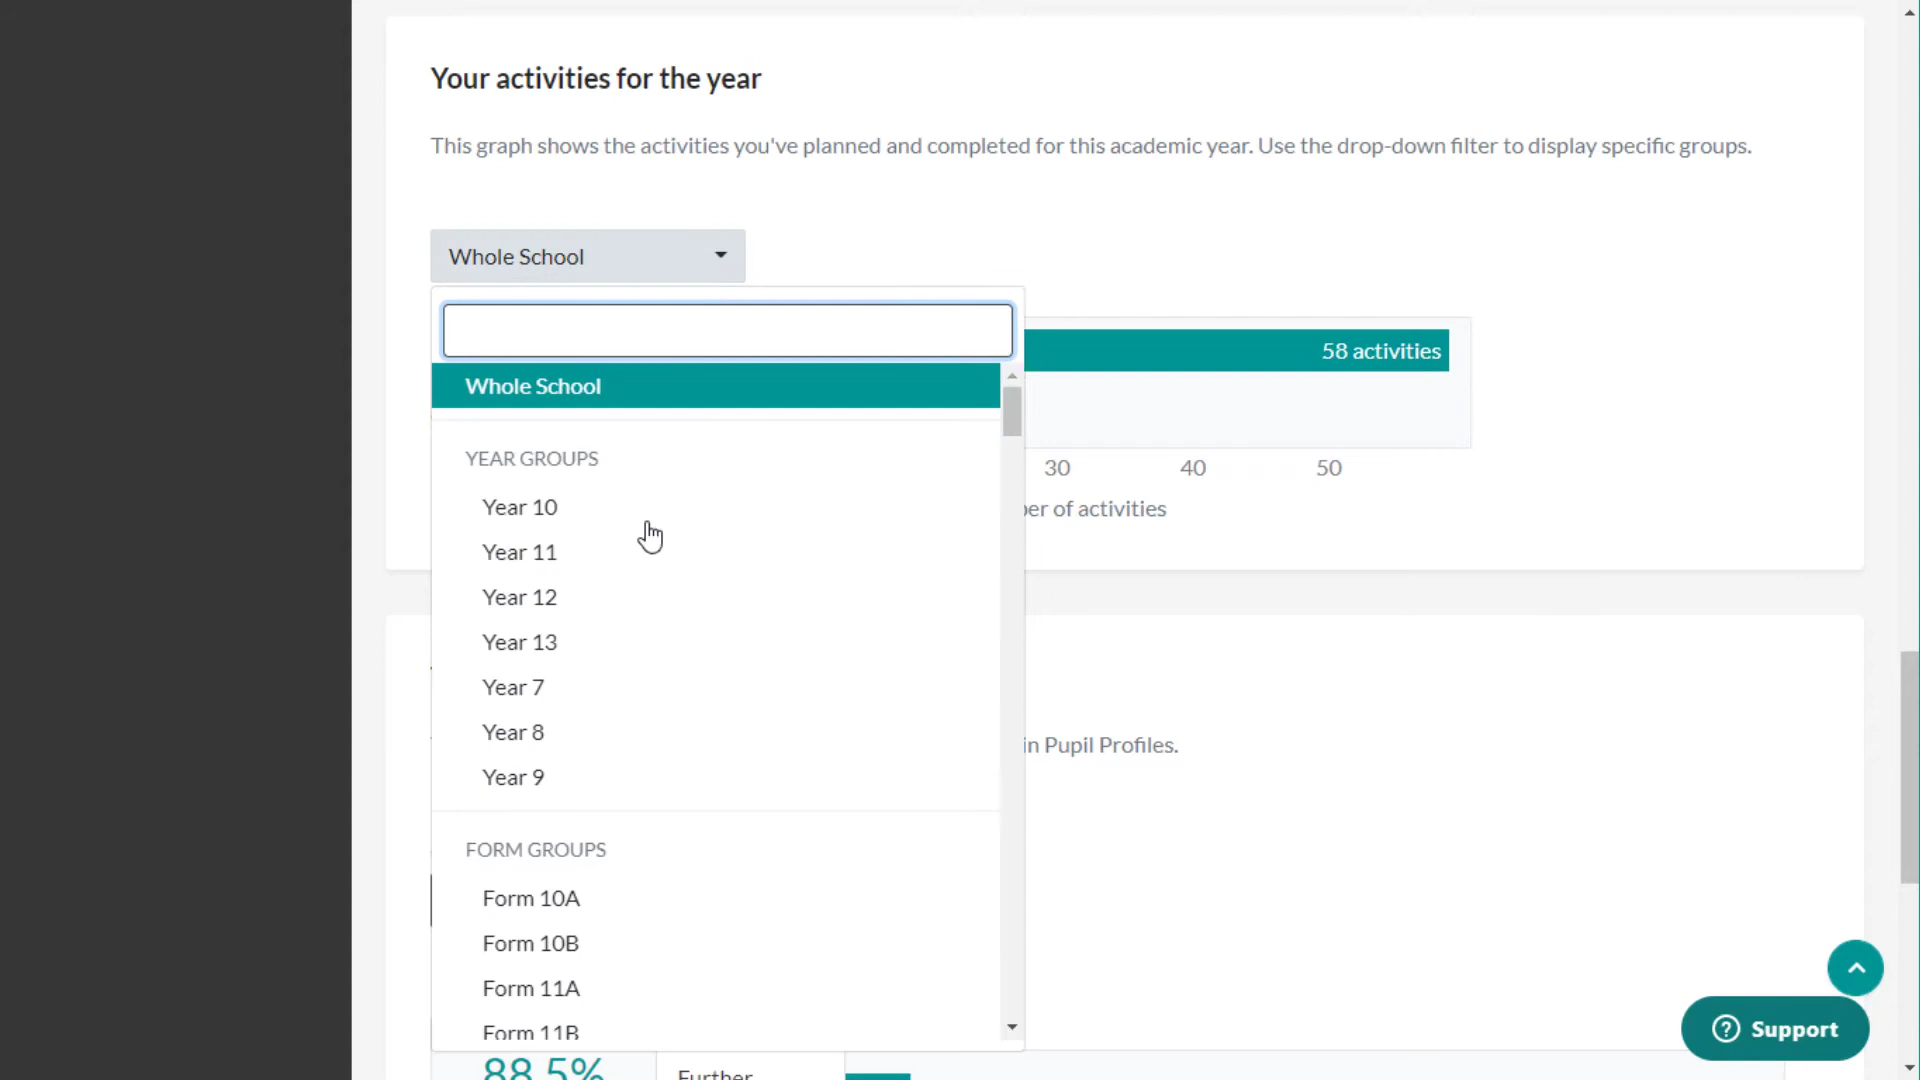 Your activities for the year
This graph shows the activities you've planned and completed for this academic year. Use the drop-down filter to display specific groups.
Whole School
58 activities
Whole School
YEAR GROUPS
30 40 50
Year 10
of activities
Year 11
Year 12
Year 13
Year 7
Year 8
in Pupil Profiles.
Year 9
FORM GROUPS
Form 10A
Form 10B
Form 11A
Form 11B
Support
88.5%
Further